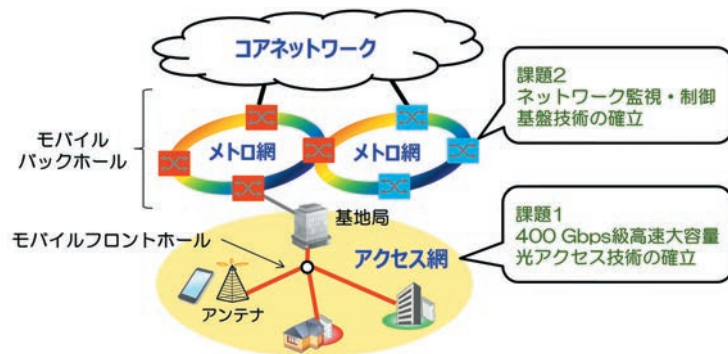 コアネットワーク
課題2
ネットワーク監視・制御
基盤技術の確立
モバイル
バックホール
メトロ網
メトロ網
基地局
課題1
400 Gbps級高速大容量
光アクセス技術の確立
モバイルフロントホール
アクセス網
アンテナ